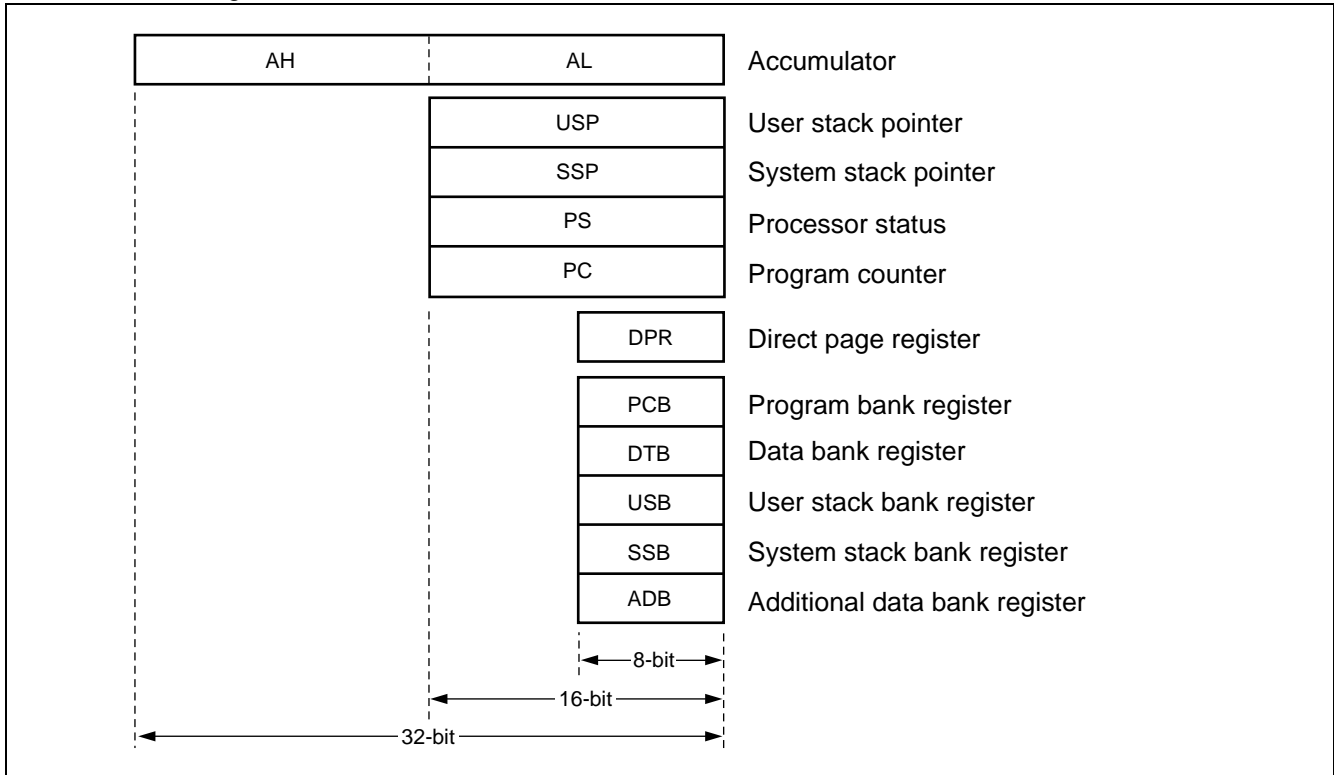 AH AL Accumulator
USP User stack pointer
SSP System stack pointer
PS Processor status
PC Program counter
DPR Direct page register
PCB Program bank register
DTB Data bank register
USB User stack bank register
SSB System stack bank register
ADB Additional data bank register
8-bit
16-bit
32-bit